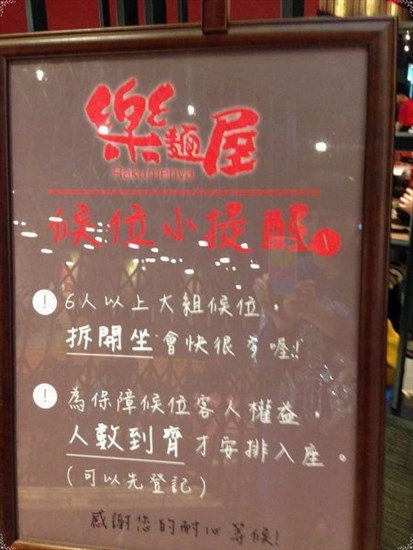 樂麵屋
Rakumenya
候位小提醒!
! 6人以上大組候位，
拆開坐會快很多喔!!
! 為保障候位客人權益，
人數到齊才安排入座。
(可以先登記)
感謝您的耐心等候!